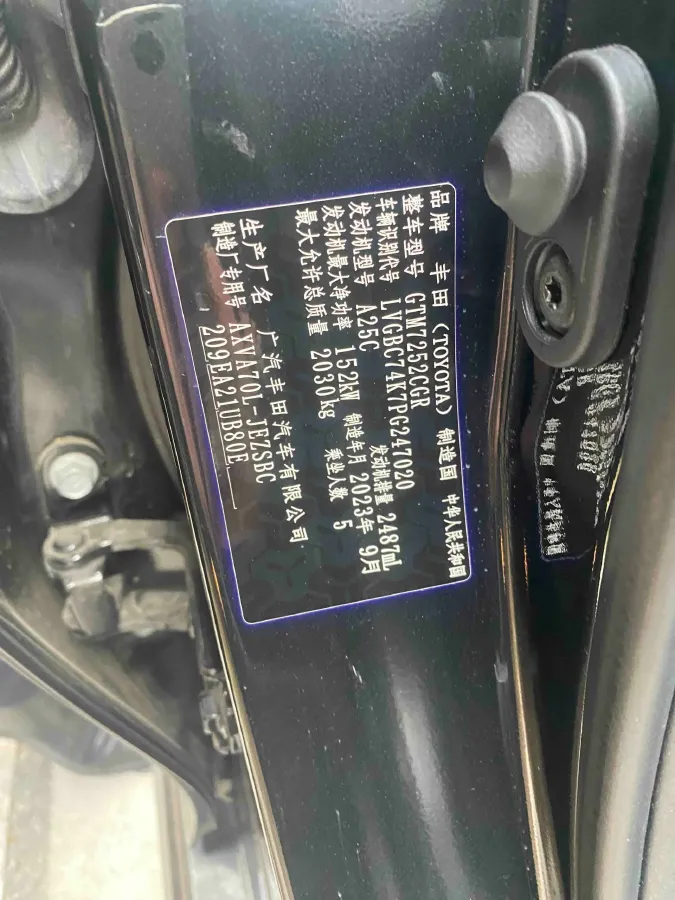 品牌 丰田(TOYOTA) 制造国 中华人民共和国
整车型号 GTM7252CGR
车辆识别代号 LVGBC74K7PG247020
发动机型号 A25C 发动机排量 2487mL
发动机最大净功率 152kW 制造年月 2023年 9月
最大允许总质量 2030kg 乘坐人数 5
生产厂名 广汽丰田汽车有限公司
制造厂专用号 AXVA70L-JEZSBC
209EA21UB80E